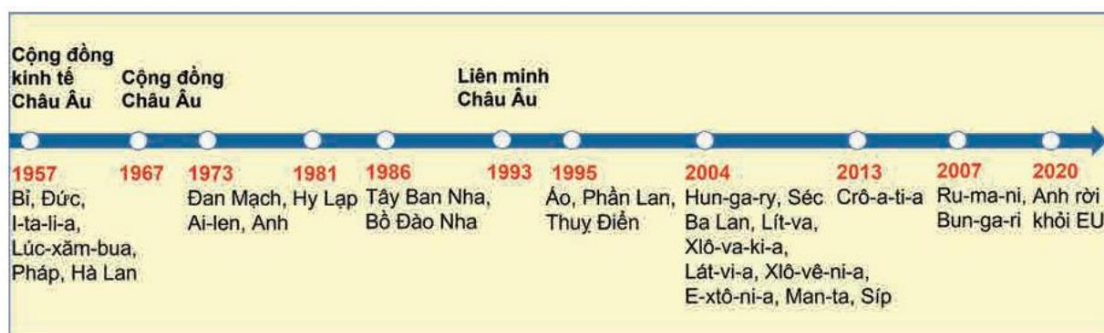 Cộng đồng
kinh tế
Châu Âu
Cộng đồng
Châu Âu
Liên minh
Châu Âu
1957
Bỉ, Đức,
I-ta-li-a,
Lúc-xăm-bua,
Pháp, Hà Lan
1967
1973
Đan Mạch,
Ai-len, Anh
1981
Hy Lạp
1986
Tây Ban Nha,
Bồ Đào Nha
1993
1995
Áo, Phần Lan,
Thuỵ Điển
2004
Hun-ga-ry, Séc
Ba Lan, Lít-va,
Xlô-va-ki-a,
Lát-vi-a, Xlô-vê-ni-a,
E-xtô-ni-a, Man-ta, Síp
2013
Crô-a-ti-a
2007
Ru-ma-ni,
Bun-ga-ri
2020
Anh rời
khỏi EU